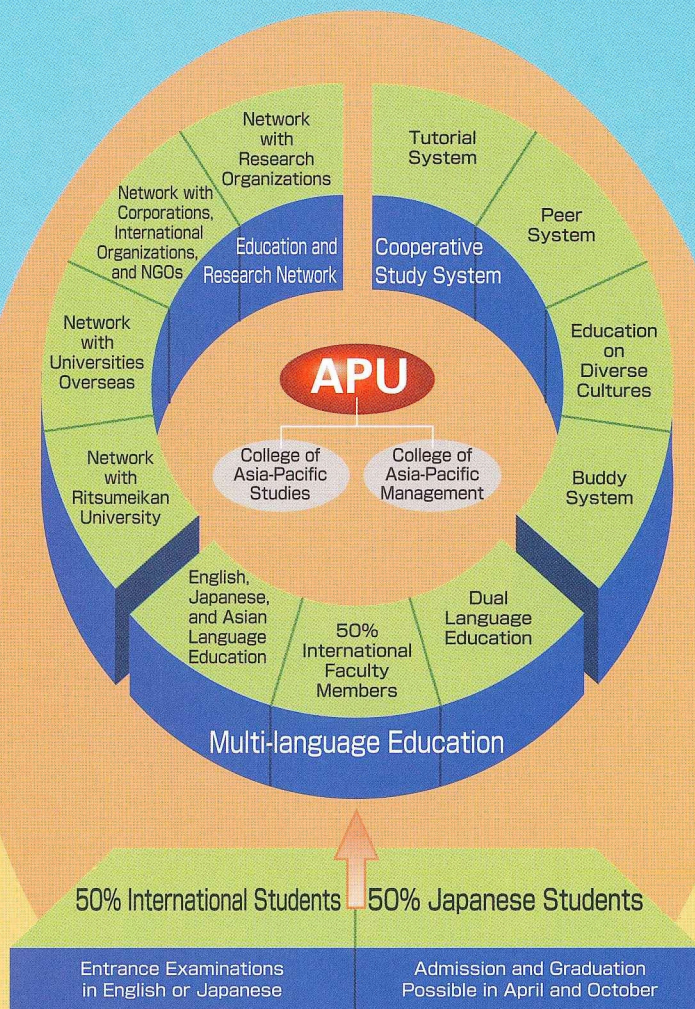 Network
with
Research
Organizations
Tutorial
System
Network with
Corporations,
International
Organizations,
and NGOs
Peer
System
Education and
Research Network
Cooperative
Study System
Network
with
Universities
Overseas
Education
on
Diverse
Cultures
APU
College of
Asia-Pacific
Studies
College of
Asia-Pacific
Management
Network
with
Ritsumeikan
University
Buddy
System
English,
Japanese,
and Asian
Language
Education
50%
International
Faculty
Members
Dual
Language
Education
Multi-language Education
50% International Students
50% Japanese Students
Entrance Examinations
in English or Japanese
Admission and Graduation
Possible in April and October